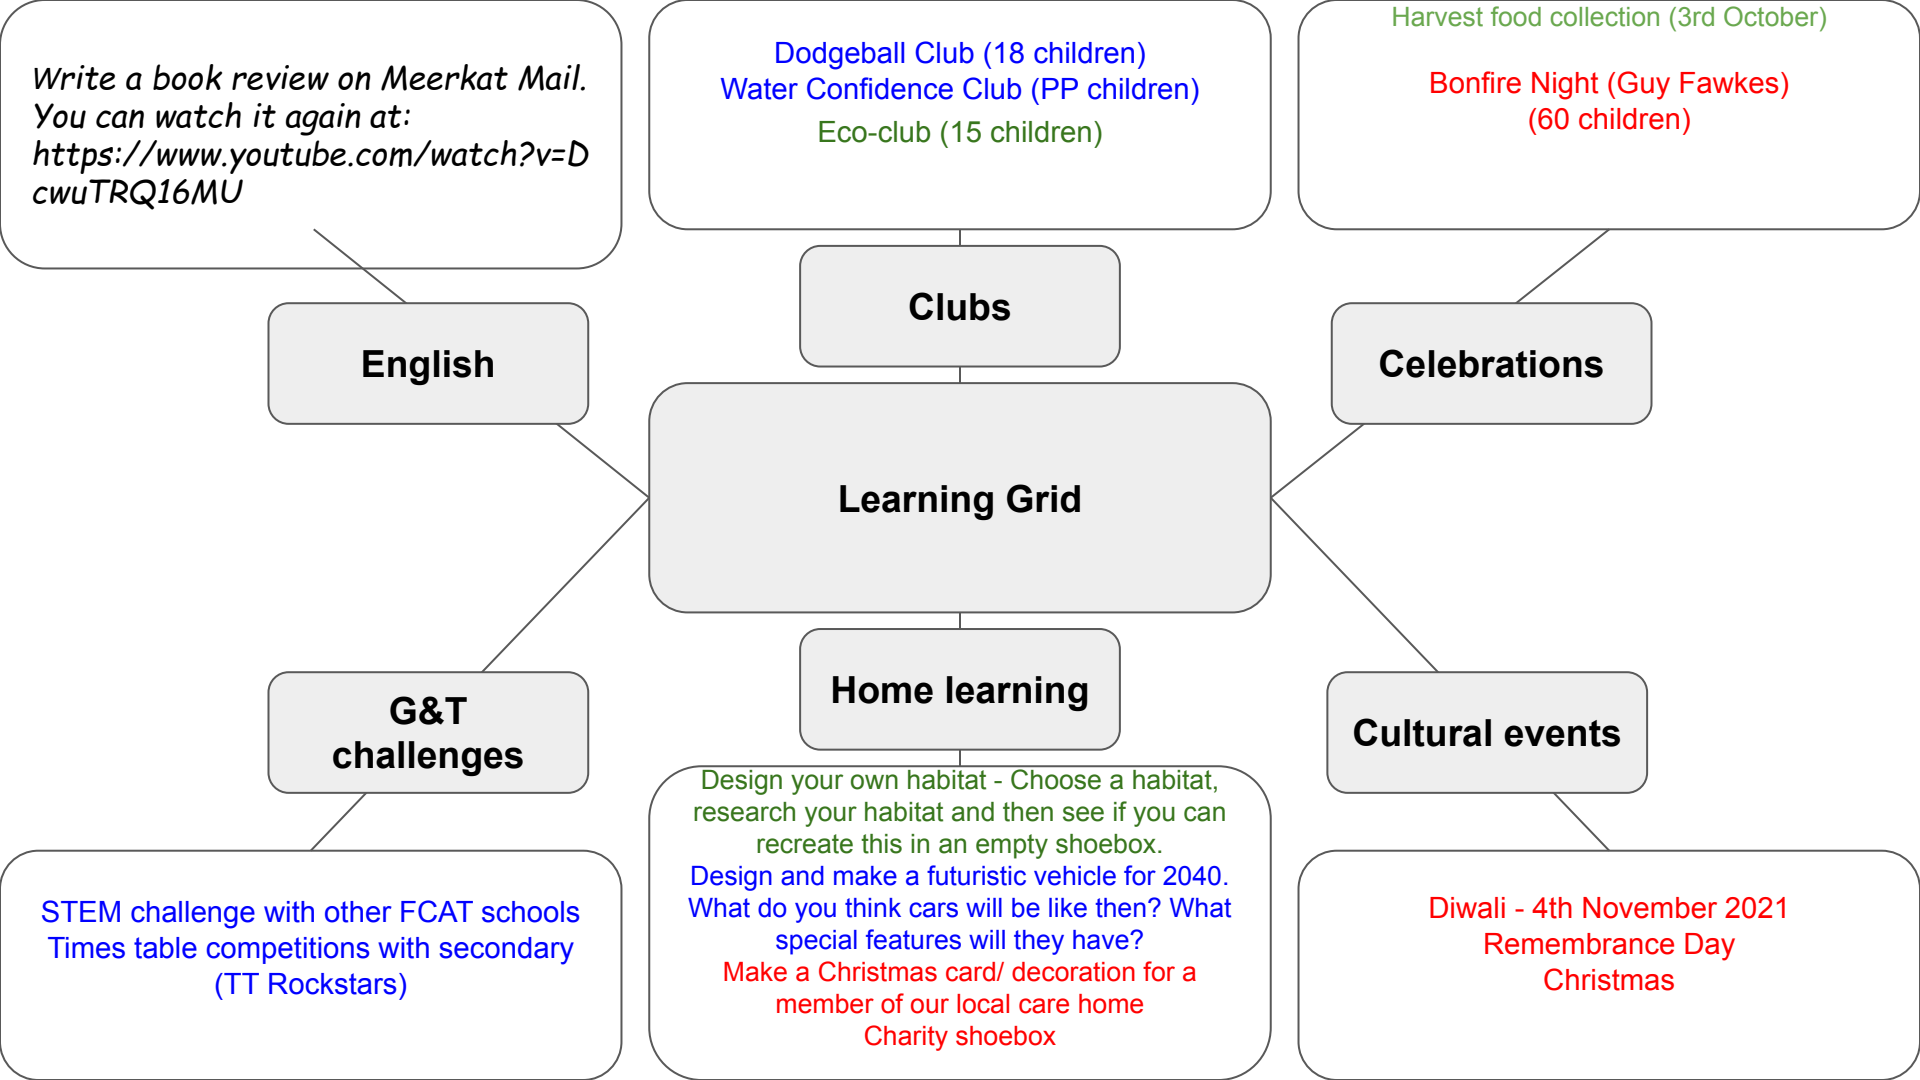 Write a book review on Meerkat Mail.
You can watch it again at:
https://www.youtube.com/watch?v=D
cwuTRQ16MU
Dodgeball Club (18 children)
Water Confidence Club (PP children)
Eco-club (15 children)
Harvest food collection (3rd October)
Bonfire Night (Guy Fawkes)
(60 children)
English
Clubs
Celebrations
Learning Grid
G&T
challenges
Home learning
Cultural events
STEM challenge with other FCAT schools
Times table competitions with secondary
(TT Rockstars)
Design your own habitat - Choose a habitat,
research your habitat and then see if you can
recreate this in an empty shoebox.
Design and make a futuristic vehicle for 2040.
What do you think cars will be like then? What
special features will they have?
Make a Christmas card/ decoration for a
member of our local care home
Charity shoebox
Diwali - 4th November 2021
Remembrance Day
Christmas